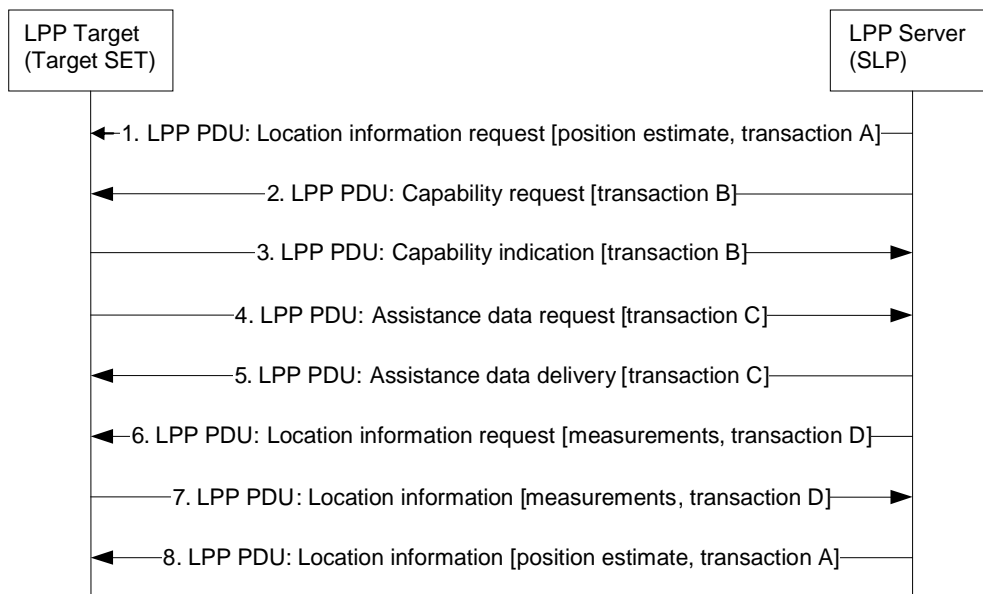 LPP Target
(Target SET)
LPP Server
(SLP)
1. LPP PDU: Location information request [position estimate, transaction A]
2. LPP PDU: Capability request [transaction B]
3. LPP PDU: Capability indication [transaction B]
4. LPP PDU: Assistance data request [transaction C]
5. LPP PDU: Assistance data delivery [transaction C]
6. LPP PDU: Location information request [measurements, transaction D]
7. LPP PDU: Location information [measurements, transaction D]
8. LPP PDU: Location information [position estimate, transaction A]